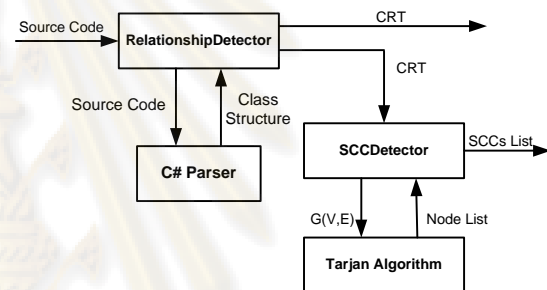 Source Code
RelationshipDetector
CRT
CRT
Source Code
Class
Structure
C# Parser
SCCDetector
SCCs List
G(V,E)
Node List
Tarjan Algorithm